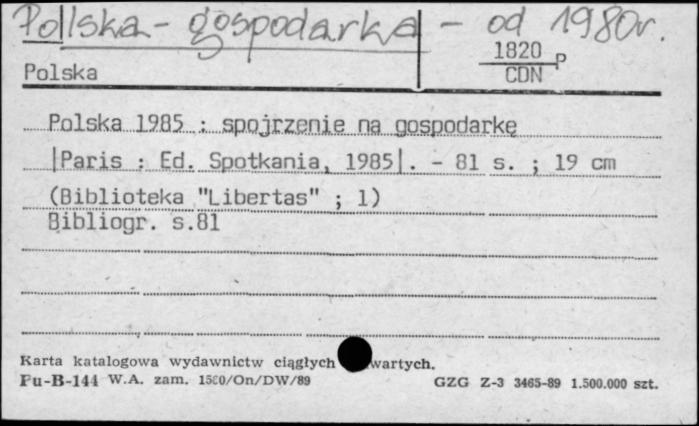 Polska - gospodarka - od 1980r.
1820 P
CDN
Polska
Polska 1985 : spojrzenie na gospodarkę
|Paris : Ed. Spotkania, 1985|. - 81 s. ; 19 cm
(Biblioteka "Libertas" ; 1)
Bibliogr. s.81
Karta katalogowa wydawnictw ciągłych
Pu-B-144 W.A. zam. 1580/On/DW/89 GZG Z-3 3465-89 1.500.000 szt.